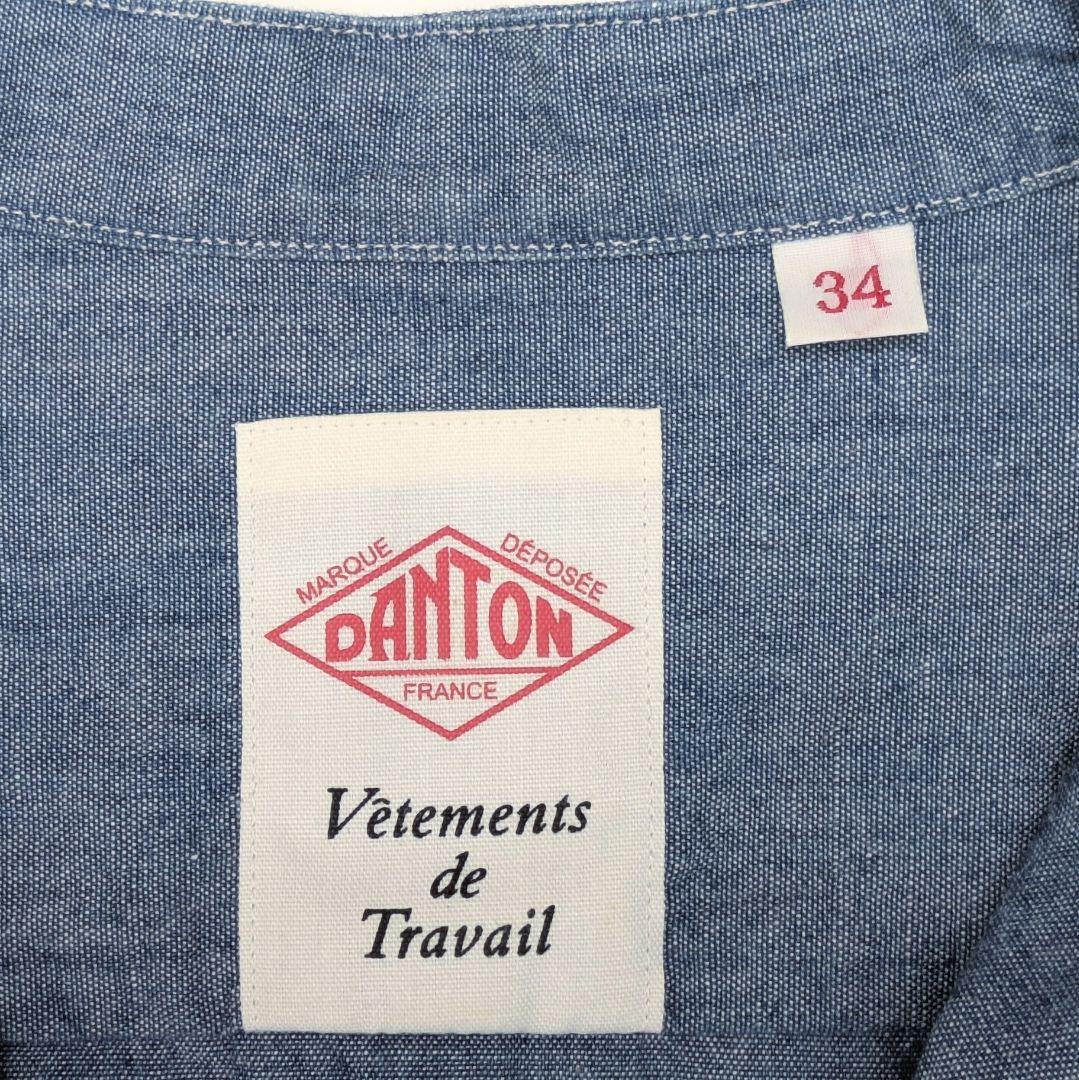 34
MARQUE DÉPOSÉE
DANTON
FRANCE
Vêtements
de
Travail